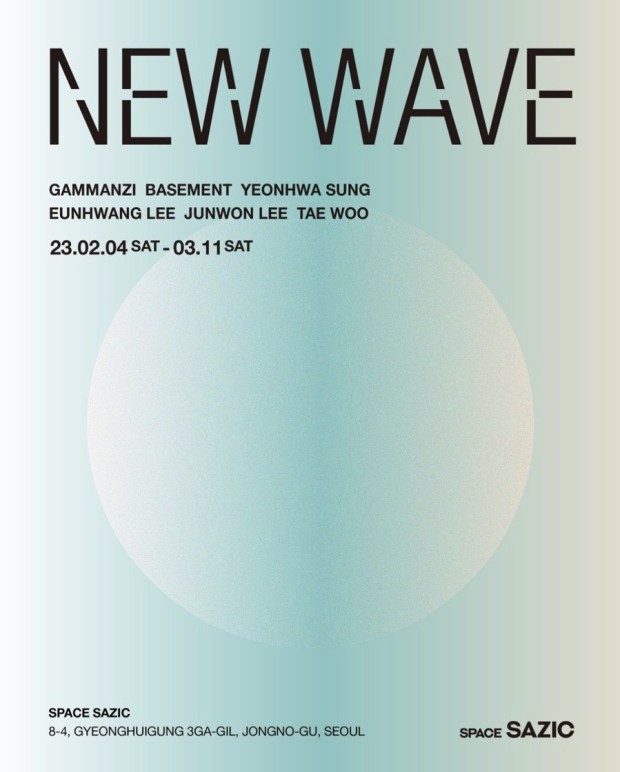 NEW WAVE
GAMMANZI BASEMENT YEONHWA SUNG
EUNHWANG LEE JUNWON LEE TAE WOO
23.02.04 SAT - 03.11 SAT
SPACE SAZIC
8-4, GYEONGHUIGUNG 3GA-GIL, JONGNO-GU, SEOUL
SPACE SAZIC